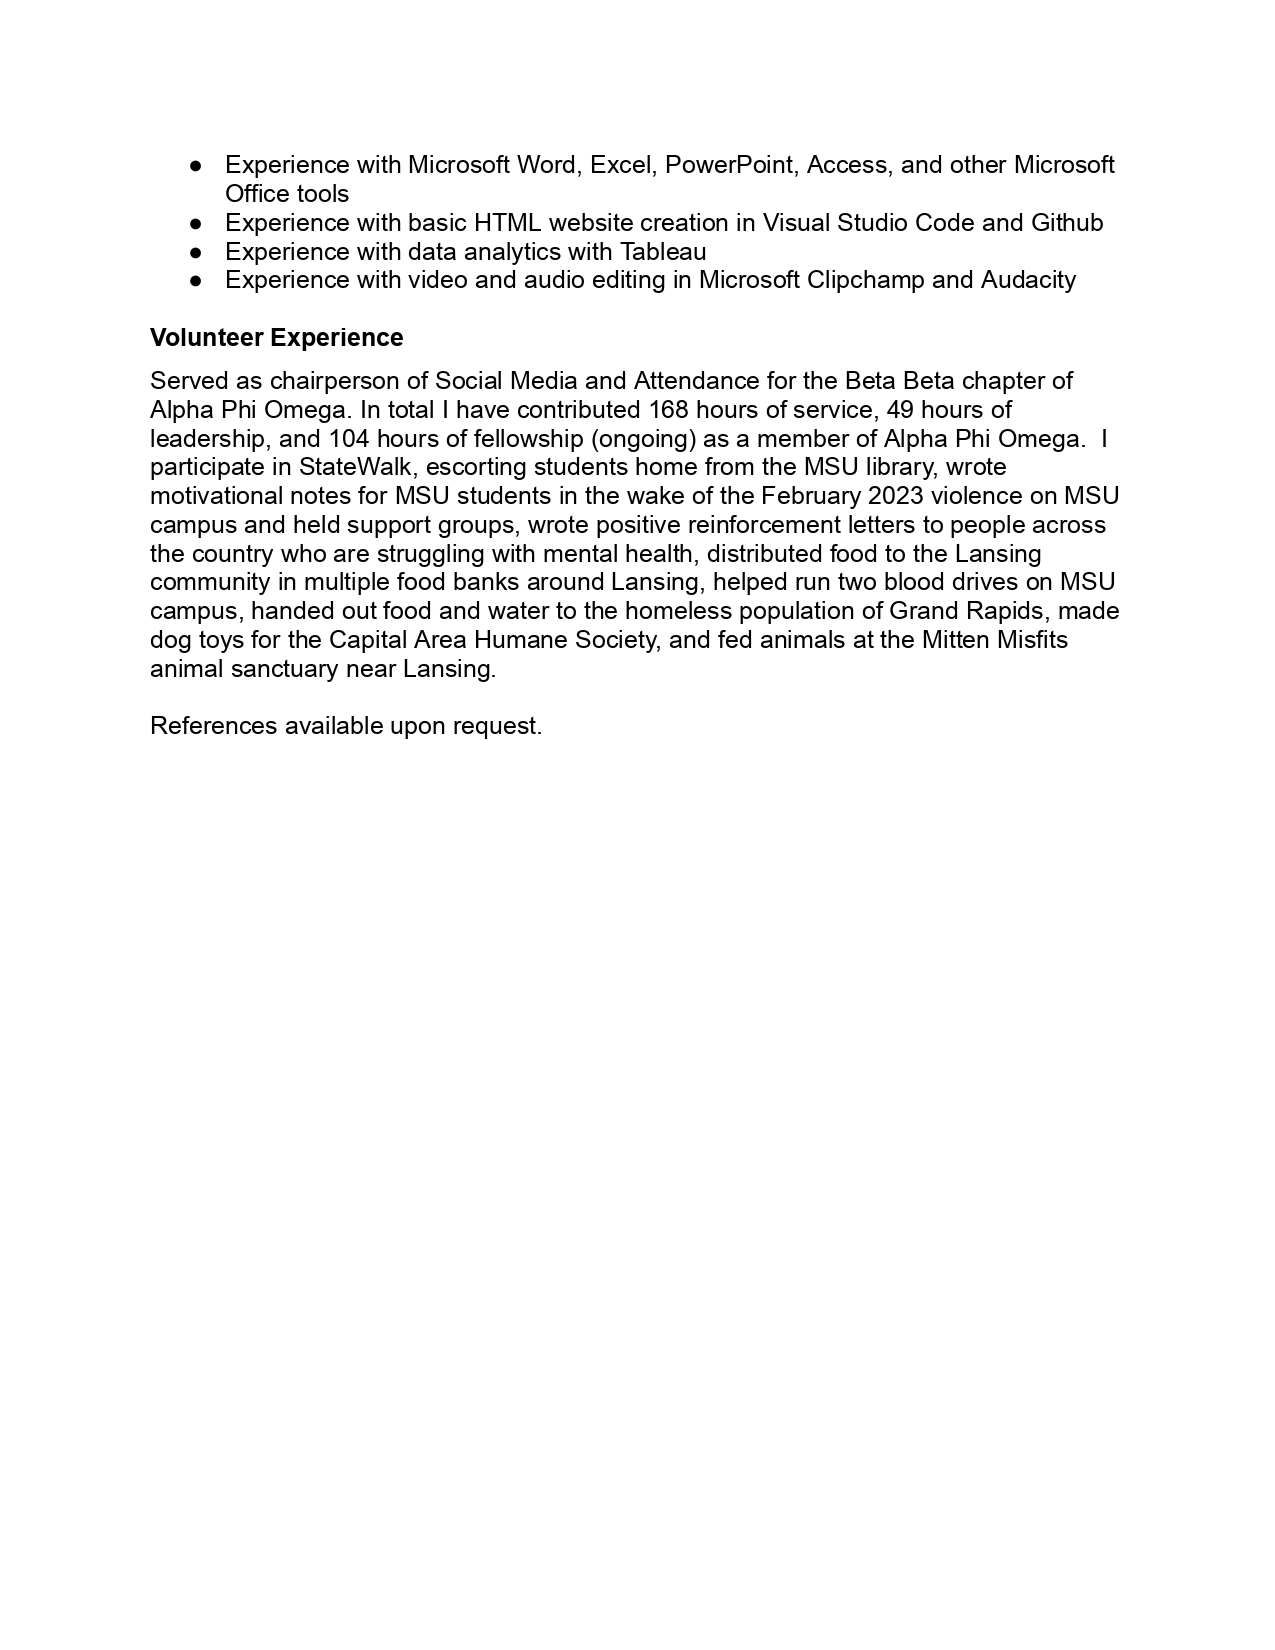 ● Experience with Microsoft Word, Excel, PowerPoint, Access, and other Microsoft
Office tools
● Experience with basic HTML website creation in Visual Studio Code and Github
● Experience with data analytics with Tableau
● Experience with video and audio editing in Microsoft Clipchamp and Audacity
Volunteer Experience
Served as chairperson of Social Media and Attendance for the Beta Beta chapter of
Alpha Phi Omega. In total I have contributed 168 hours of service, 49 hours of
leadership, and 104 hours of fellowship (ongoing) as a member of Alpha Phi Omega.  I
participate in StateWalk, escorting students home from the MSU library, wrote
motivational notes for MSU students in the wake of the February 2023 violence on MSU
campus and held support groups, wrote positive reinforcement letters to people across
the country who are struggling with mental health, distributed food to the Lansing
community in multiple food banks around Lansing, helped run two blood drives on MSU
campus, handed out food and water to the homeless population of Grand Rapids, made
dog toys for the Capital Area Humane Society, and fed animals at the Mitten Misfits
animal sanctuary near Lansing.
References available upon request.